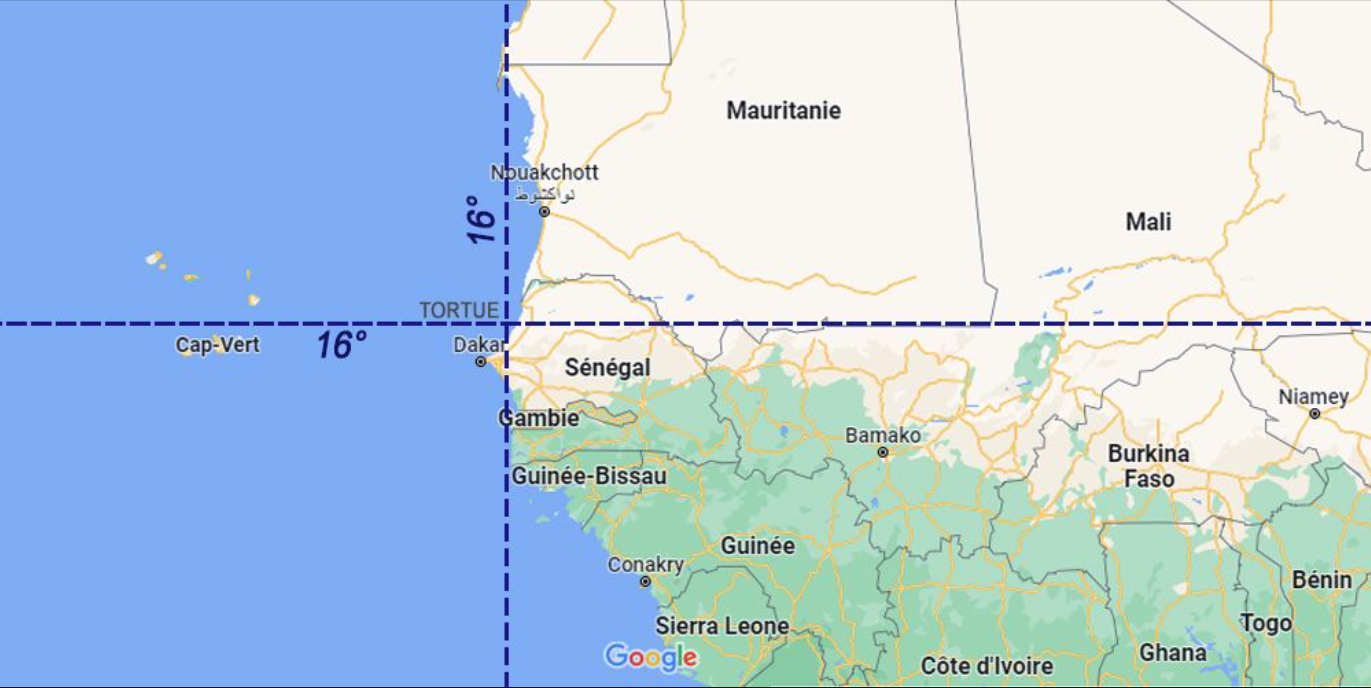 Mauritanie
Nouakchott
نواكشوط
16°
Mali
TORTUE
16°
Cap-Vert
Dakar
Sénégal
Gambie
Niamey
Bamako
Burkina
Faso
Guinée-Bissau
Guinée
Conakry
Bénin
Sierra Leone
Togo
Google
Côte d'Ivoire
Ghana